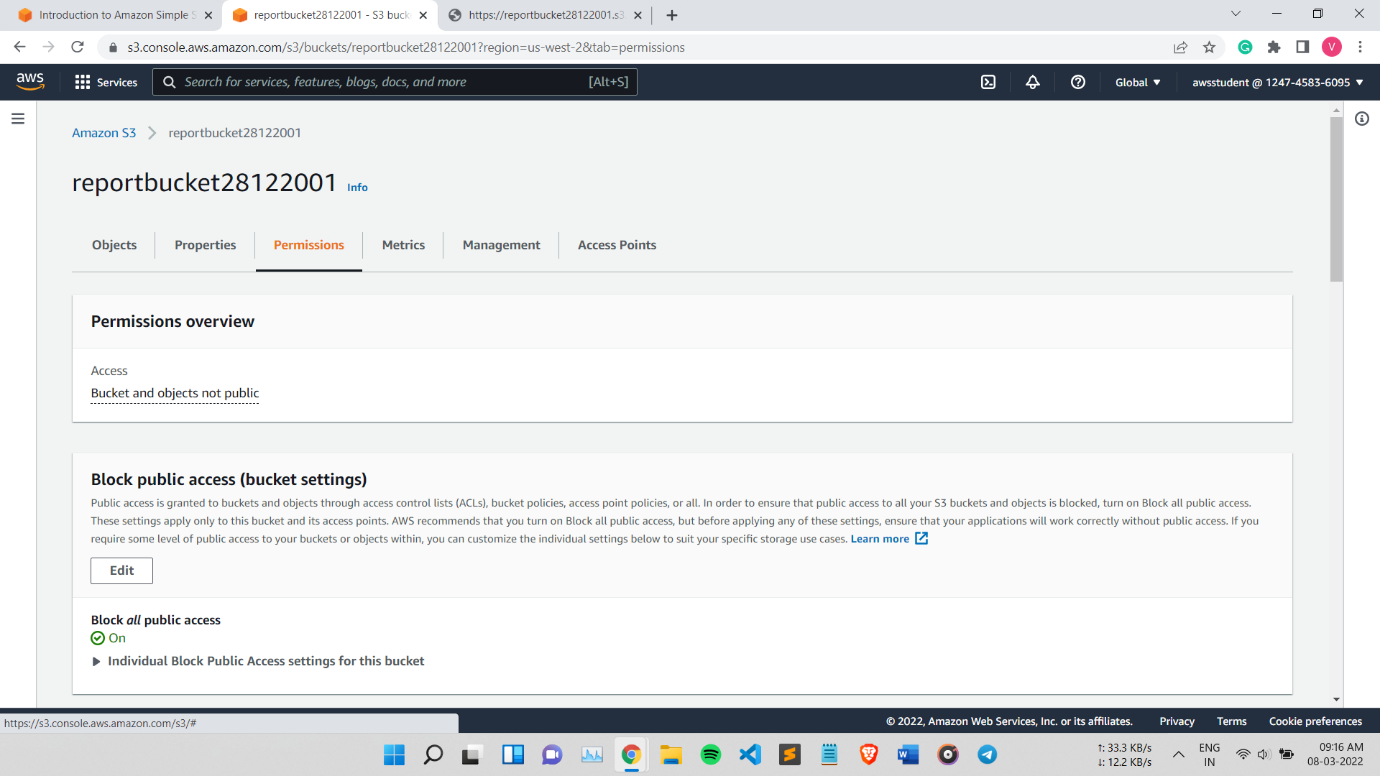 Introduction to Amazon Simple S
reportbucket28122001 - S3 buck
https://reportbucket28122001.s3
s3.console.aws.amazon.com/s3/buckets/reportbucket28122001?region=us-west-2&tab=permissions
V
aws
Services
Search for services, features, blogs, docs, and more
[Alt+S]
Global
awsstudent @ 1247-4583-6095
Amazon S3
reportbucket28122001
reportbucket28122001 Info
Objects
Properties
Permissions
Metrics
Management
Access Points
Permissions overview
Access
Bucket and objects not public
Block public access (bucket settings)
Public access is granted to buckets and objects through access control lists (ACLs), bucket policies, access point policies, or all. In order to ensure that public access to all your S3 buckets and objects is blocked, turn on Block all public access.
These settings apply only to this bucket and its access points. AWS recommends that you turn on Block all public access, but before applying any of these settings, ensure that your applications will work correctly without public access. If you
require some level of public access to your buckets or objects within, you can customize the individual settings below to suit your specific storage use cases. Learn more
Edit
Block all public access
On
Individual Block Public Access settings for this bucket
https://s3.console.aws.amazon.com/s3/#
© 2022, Amazon Web Services, Inc. or its affiliates.
Privacy
Terms
Cookie preferences
↑: 33.3 KB/s
↓: 12.2 KB/s
ENG
IN
09:16 AM
08-03-2022